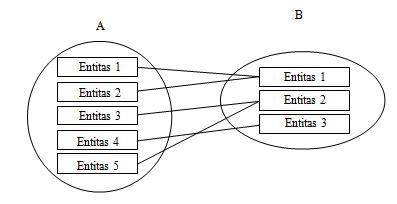 A
B
Entitas 1
Entitas 2
Entitas 3
Entitas 4
Entitas 5
Entitas 1
Entitas 2
Entitas 3